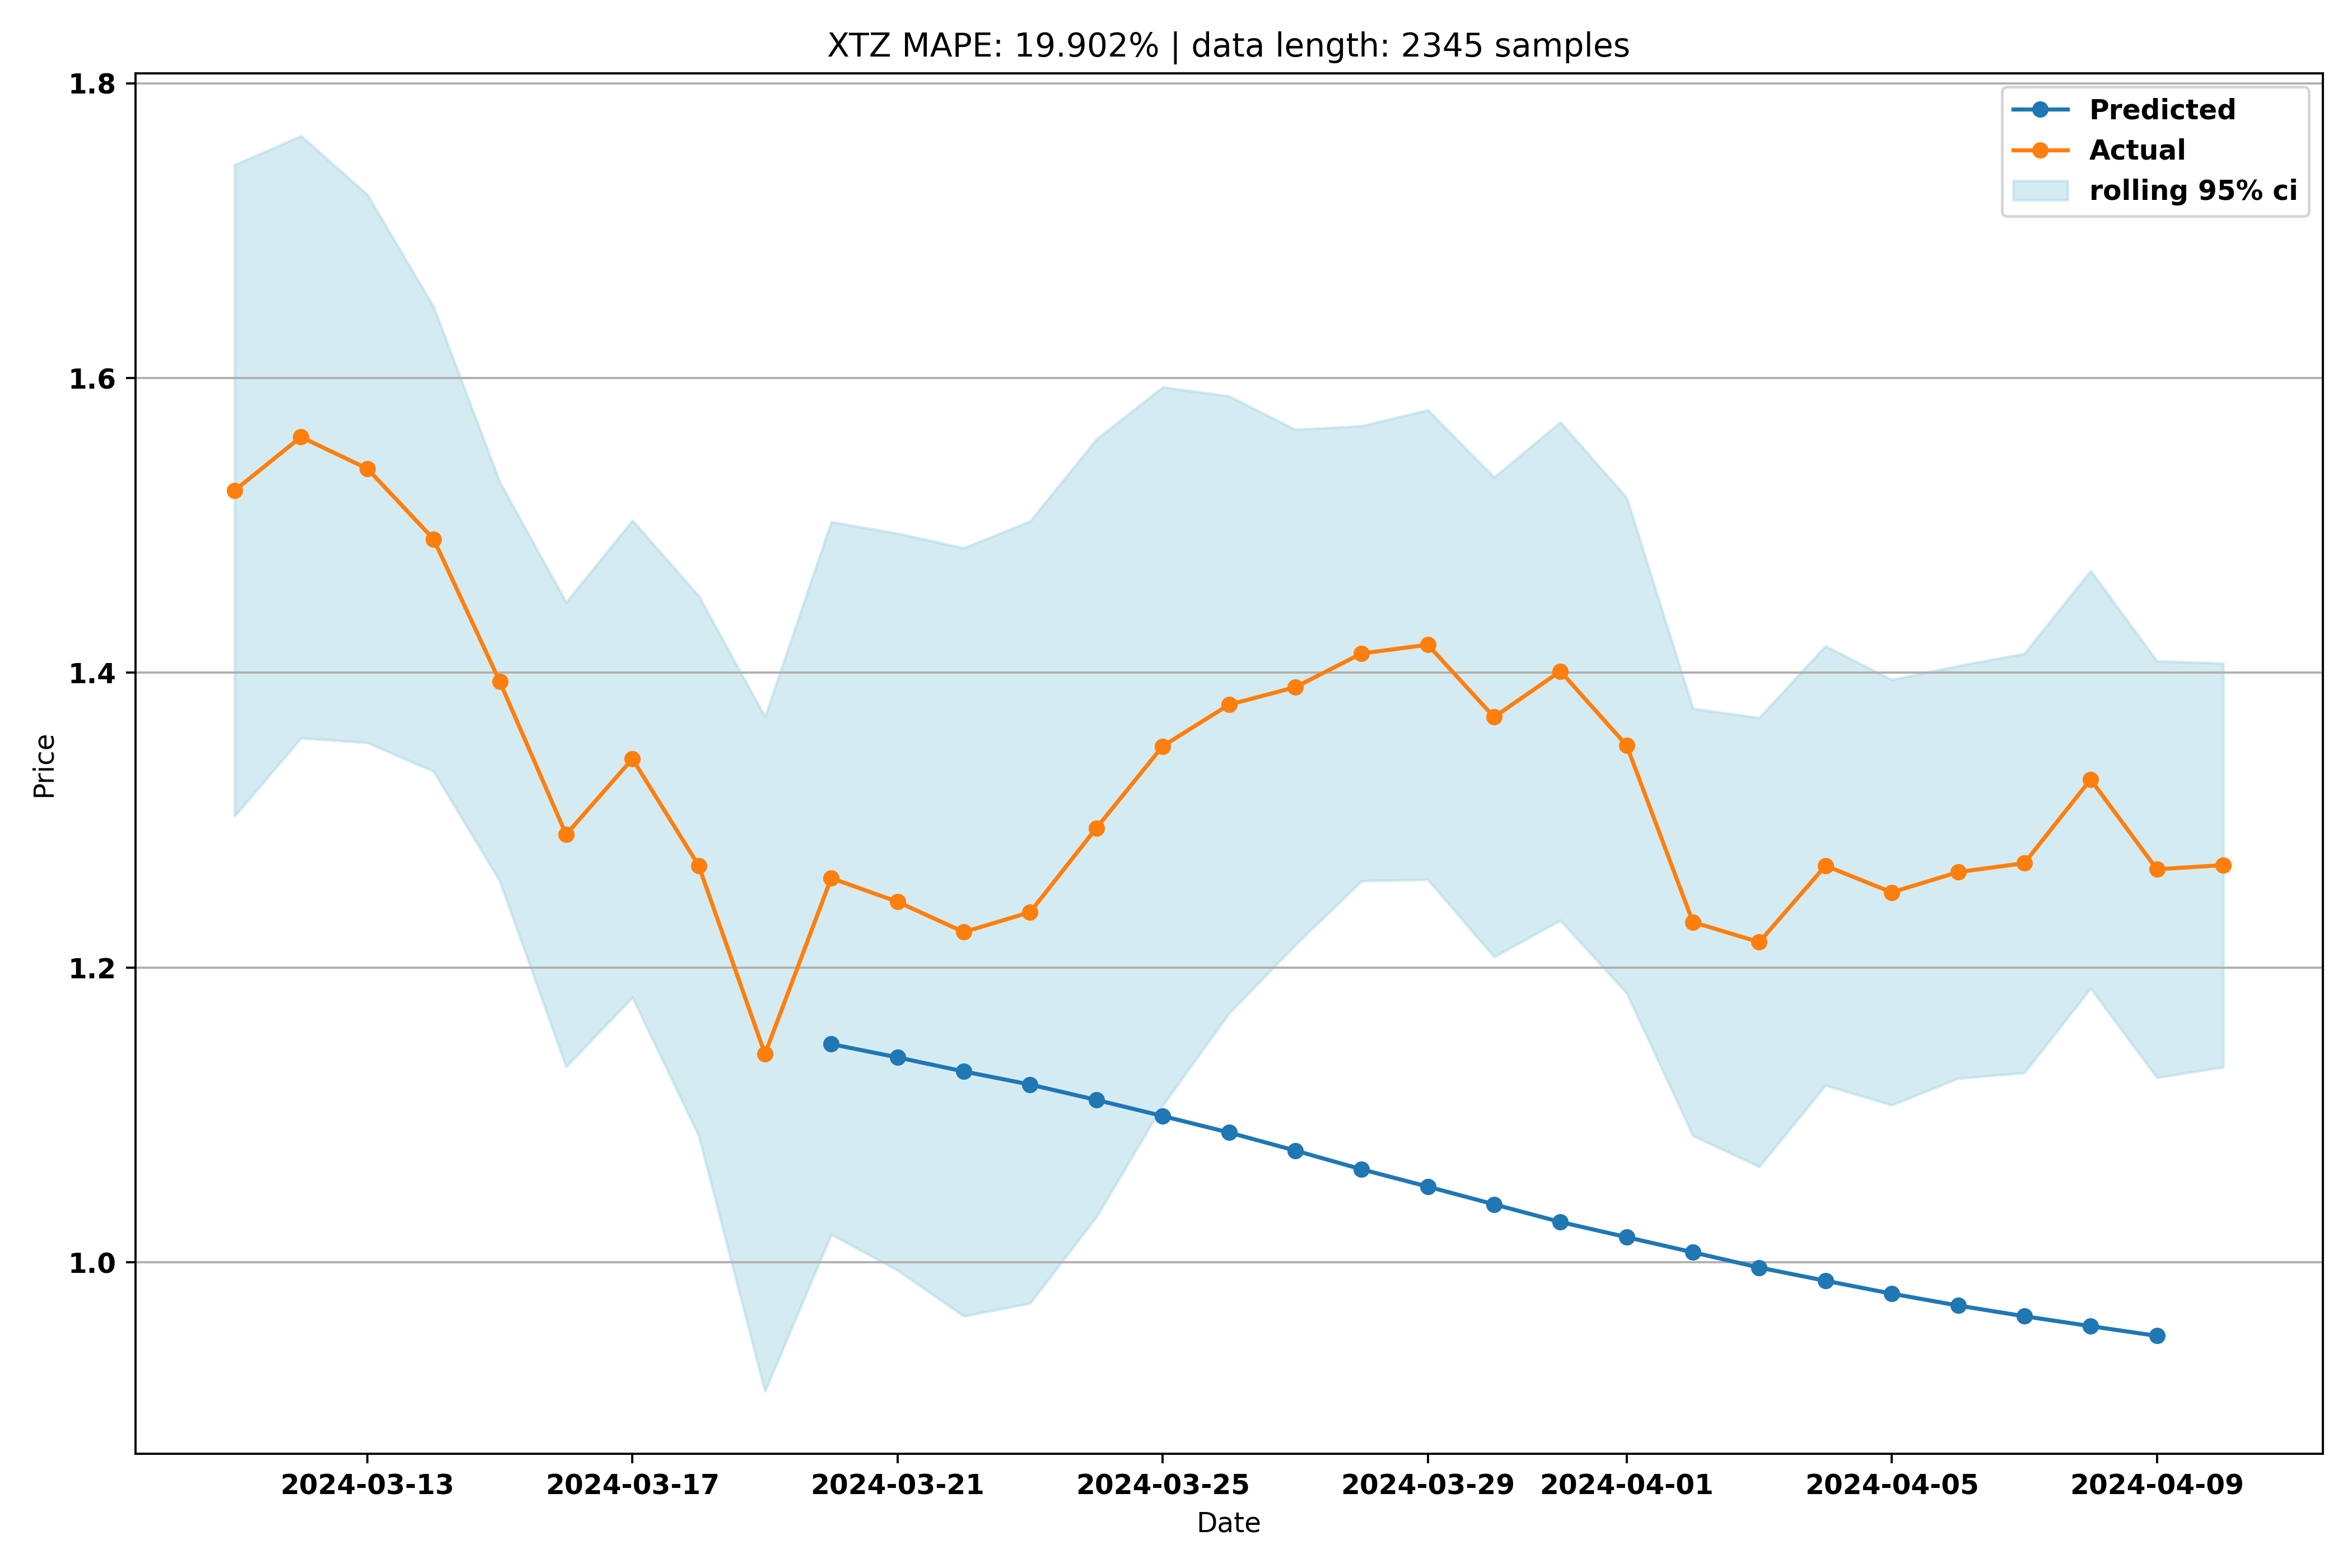 XTZ MAPE: 19.902% | data length: 2345 samples
Predicted
Actual
rolling 95% ci
1.8
1.6
1.4
1.2
1.0
Price
2024-03-13 2024-03-17 2024-03-21 2024-03-25 2024-03-29 2024-04-01 2024-04-05 2024-04-09
Date